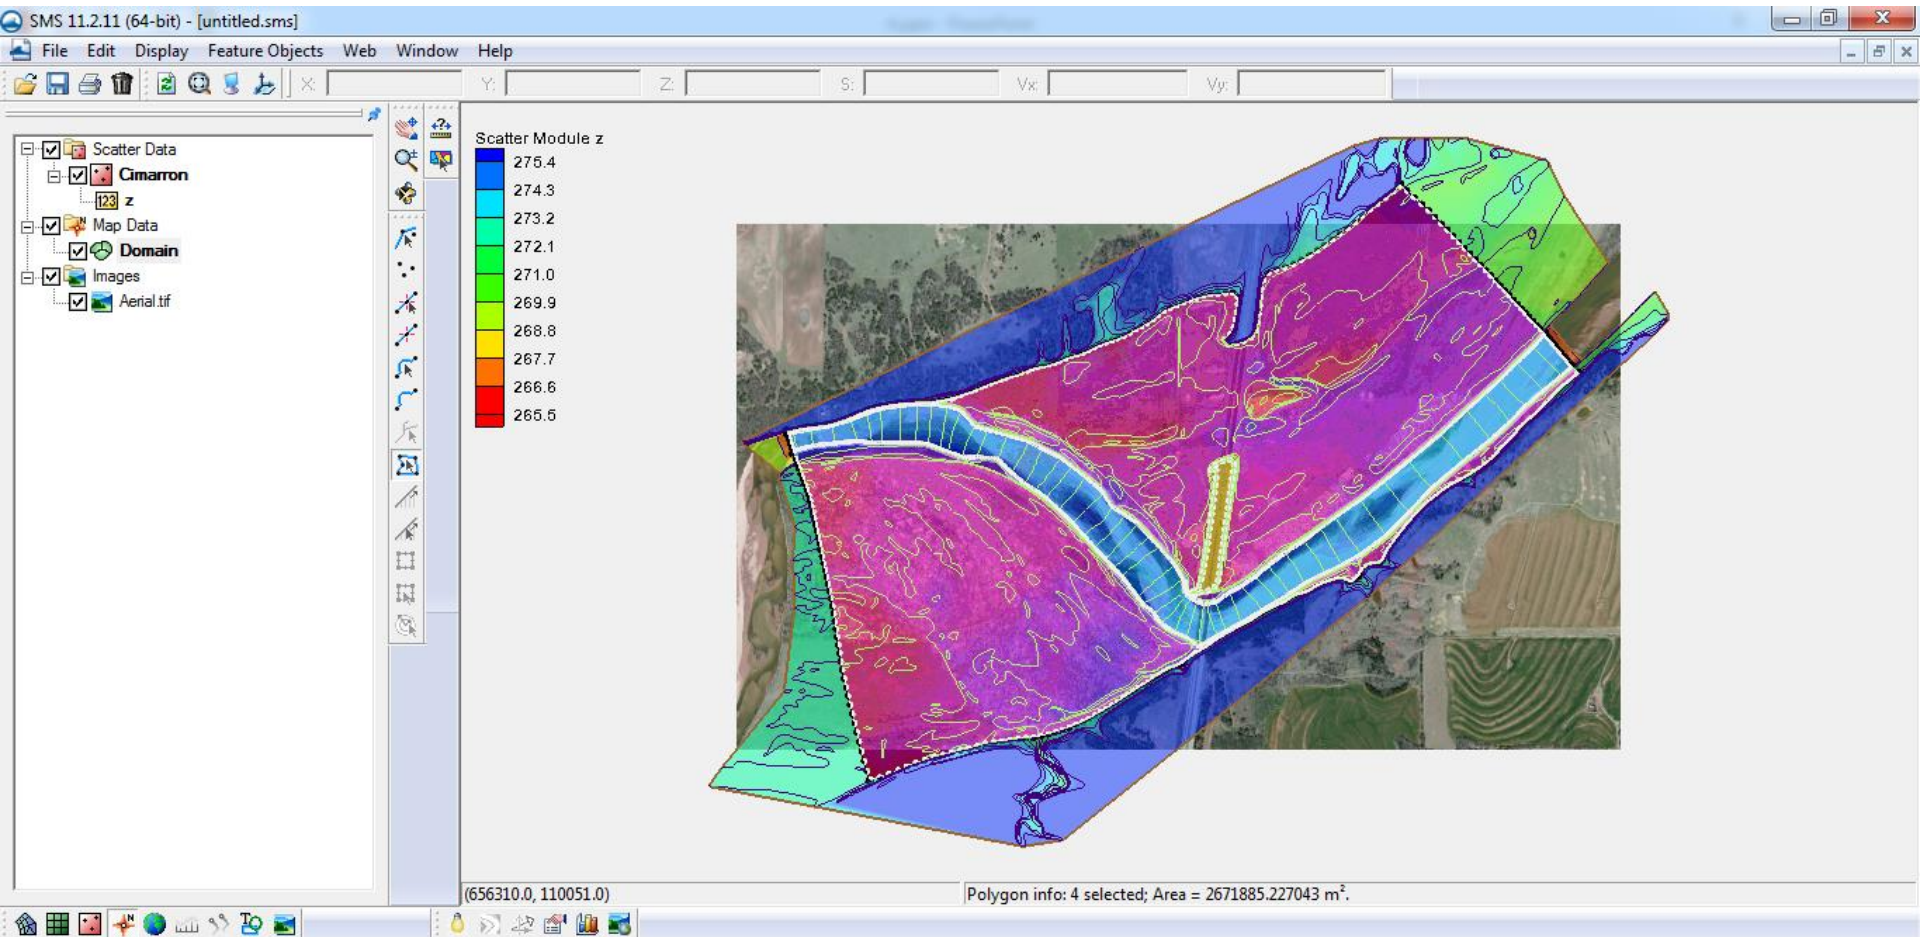 SMS 11.2.11 (64-bit) - [untitled.sms]
File Edit Display Feature Objects Web Window Help
X: Y: Z: S: Vx: Vy:
Scatter Data
Cimarron
123 z
Map Data
Domain
Images
Aerial.tif
Scatter Module z
275.4
274.3
273.2
272.1
271.0
269.9
268.8
267.7
266.6
265.5
(656310.0, 110051.0)
Polygon info: 4 selected; Area = 2671885.227043 m².